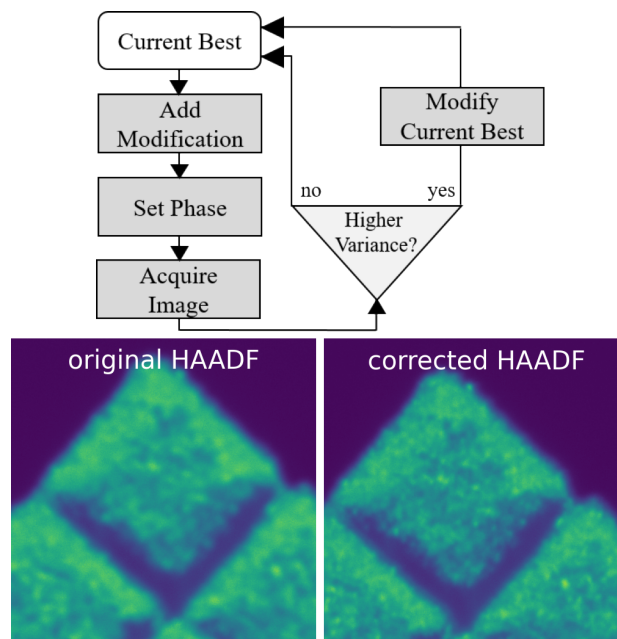 Current Best
Add
Modification
Set Phase
Acquire
Image
Modify
Current Best
no
yes
Higher
Variance?
original HAADF
corrected HAADF